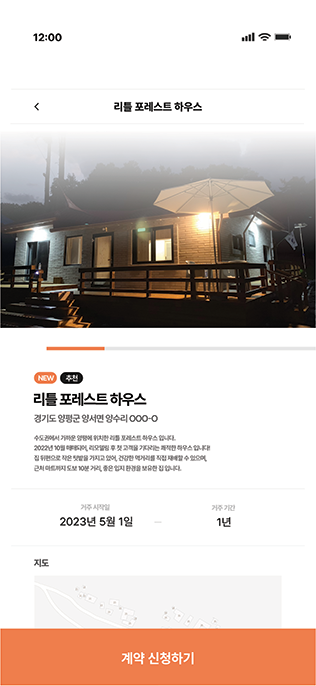 12:00
리틀 포레스트 하우스
NEW 추천
리틀 포레스트 하우스
경기도 양평군 양서면 양수리 OOO-O
수도권에서 가까운 양평에 위치한 리틀 포레스트 하우스 입니다.
2022년 10월 테테되어, 리모델링 후 첫 고객을 기다리는 쾌적한 하우스 입니다!
집 뒤편으로 작은 텃밭을 가지고 있어, 건강한 먹거리를 직접 재배할 수 있으며,
근처 마트까지 도보 10분 거리, 좋은 입지 환경을 보유한 집 입니다.
거주 시작일 거주 기간
2023년 5월 1일 — 1년
지도
계약 신청하기